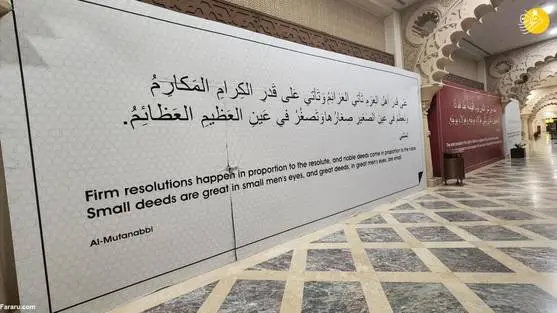 عَلى قَدرِ أَهلِ العَزمِ تَأتي العَزائِمُ وَتَأتي عَلى قَدرِ الكِرامِ المَكارِمُ
وَتَعظُمُ في عَينِ الصَغيرِ صِغارُها وَتَصغُرُ في عَينِ العَظيمِ العَظائِمُ.
المتنبي
Firm resolutions happen in proportion to the resolute, and noble deeds come in proportion to the noble
Small deeds are great in small men's eyes, and great deeds, in great men's eyes, are small
Al-Mutanabbi
فرارو
Fararu.com